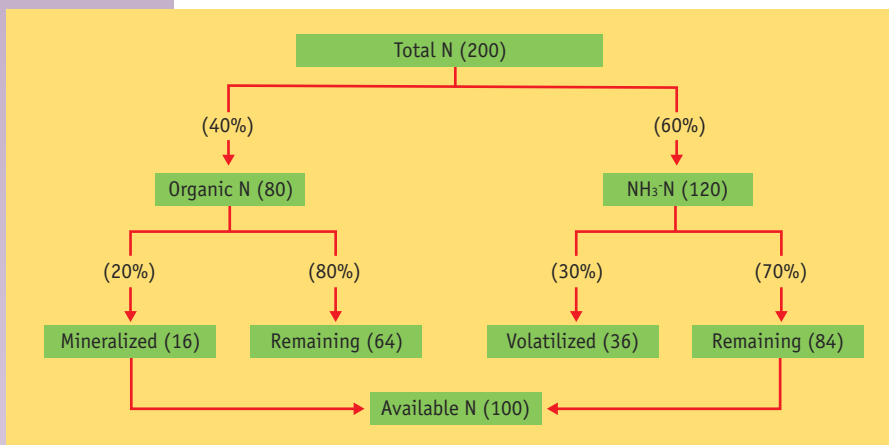 Total N (200)
(40%) (60%)
Organic N (80) NH₃-N (120)
(20%) (80%) (30%) (70%)
Mineralized (16) Remaining (64) Volatilized (36) Remaining (84)
Available N (100)